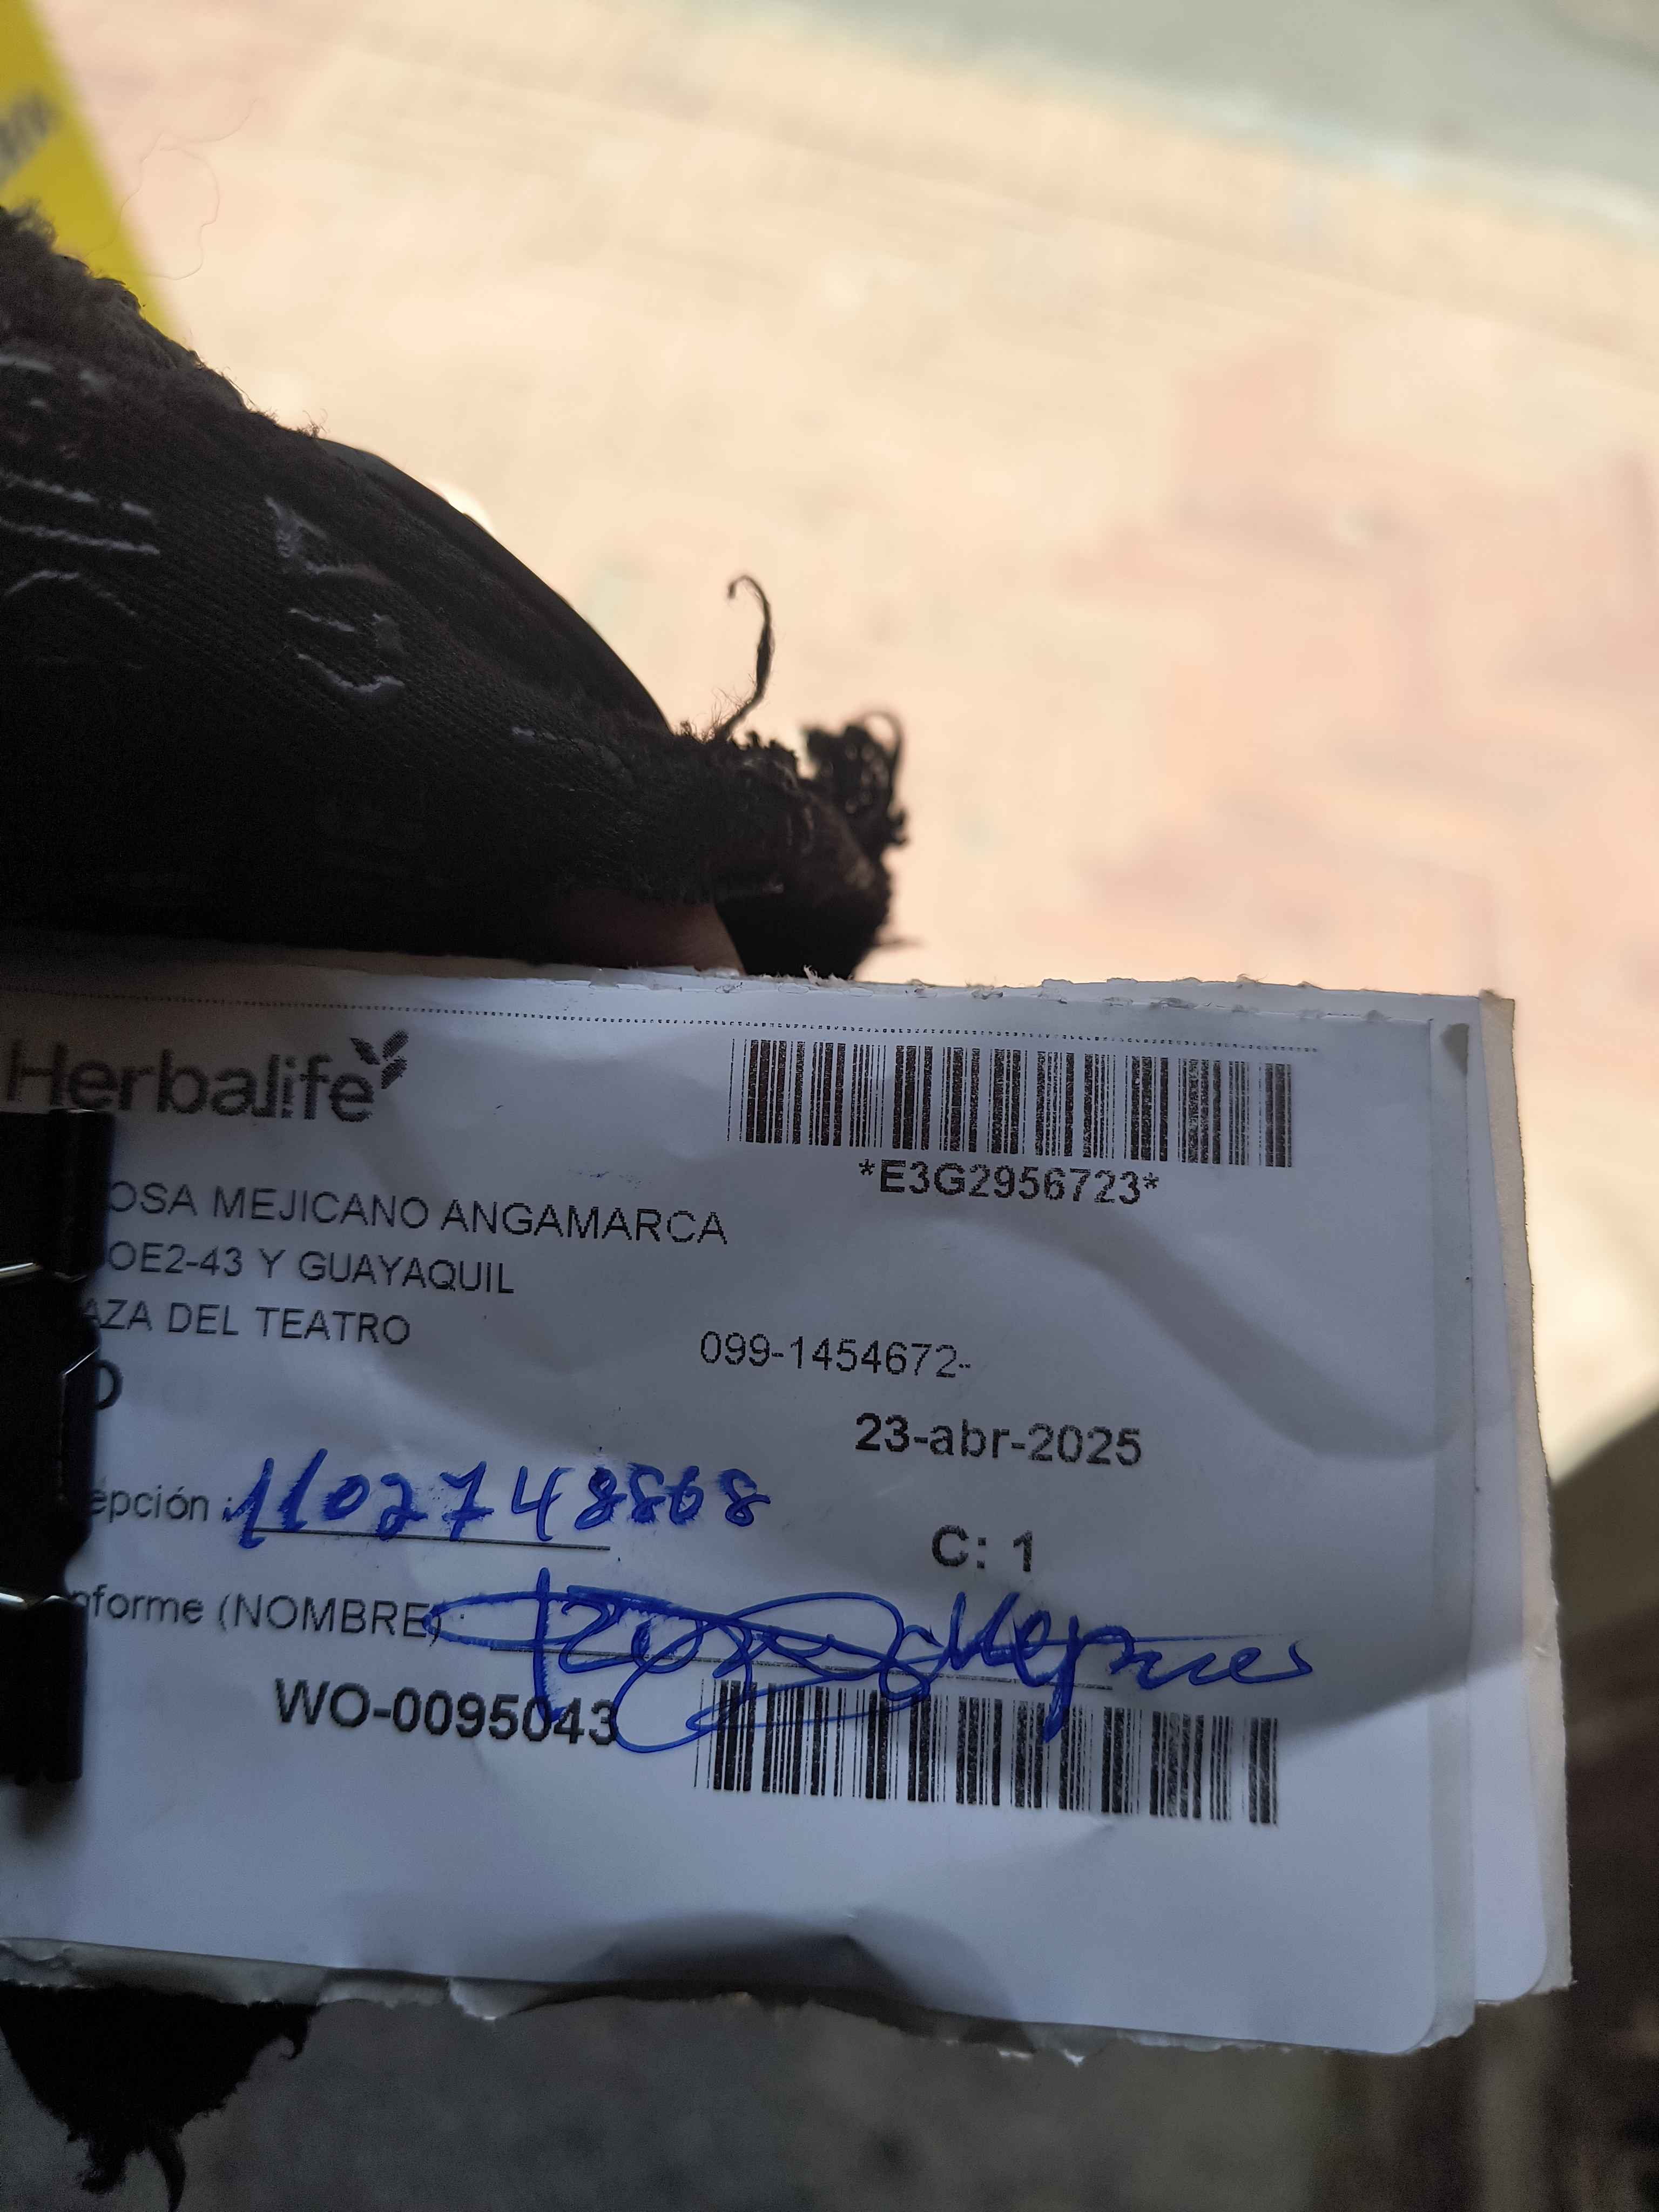 Herbalife
*E3G2956723*
OSA MEJICANO ANGAMARCA
OE2-43 Y GUAYAQUIL
AZA DEL TEATRO
099-1454672-
O
23-abr-2025
epción : 1102748868
C: 1
nforme (NOMBRE) :
WO-0095043